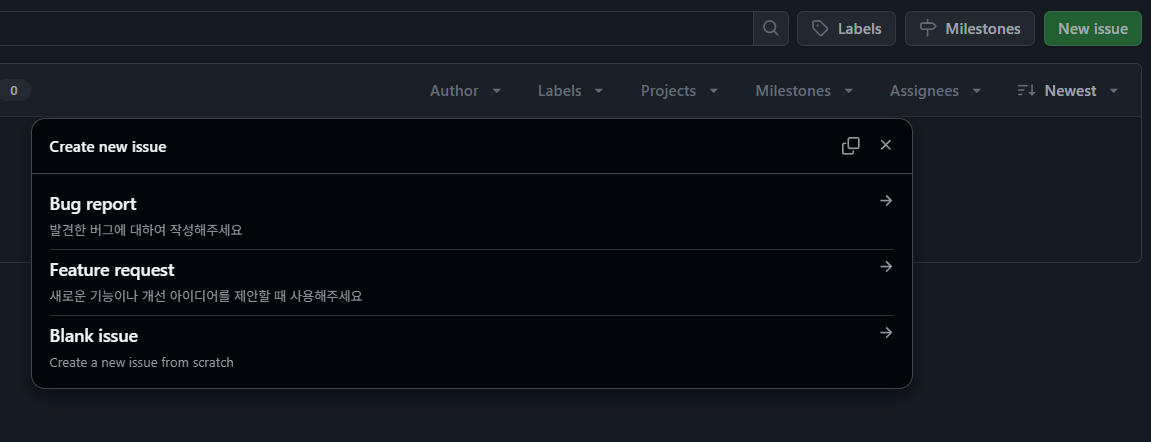 Labels
Milestones
New issue
0
Author
Labels
Projects
Milestones
Assignees
Newest
Create new issue
Bug report
발견한 버그에 대하여 작성해주세요
Feature request
새로운 기능이나 개선 아이디어를 제안할 때 사용해주세요
Blank issue
Create a new issue from scratch